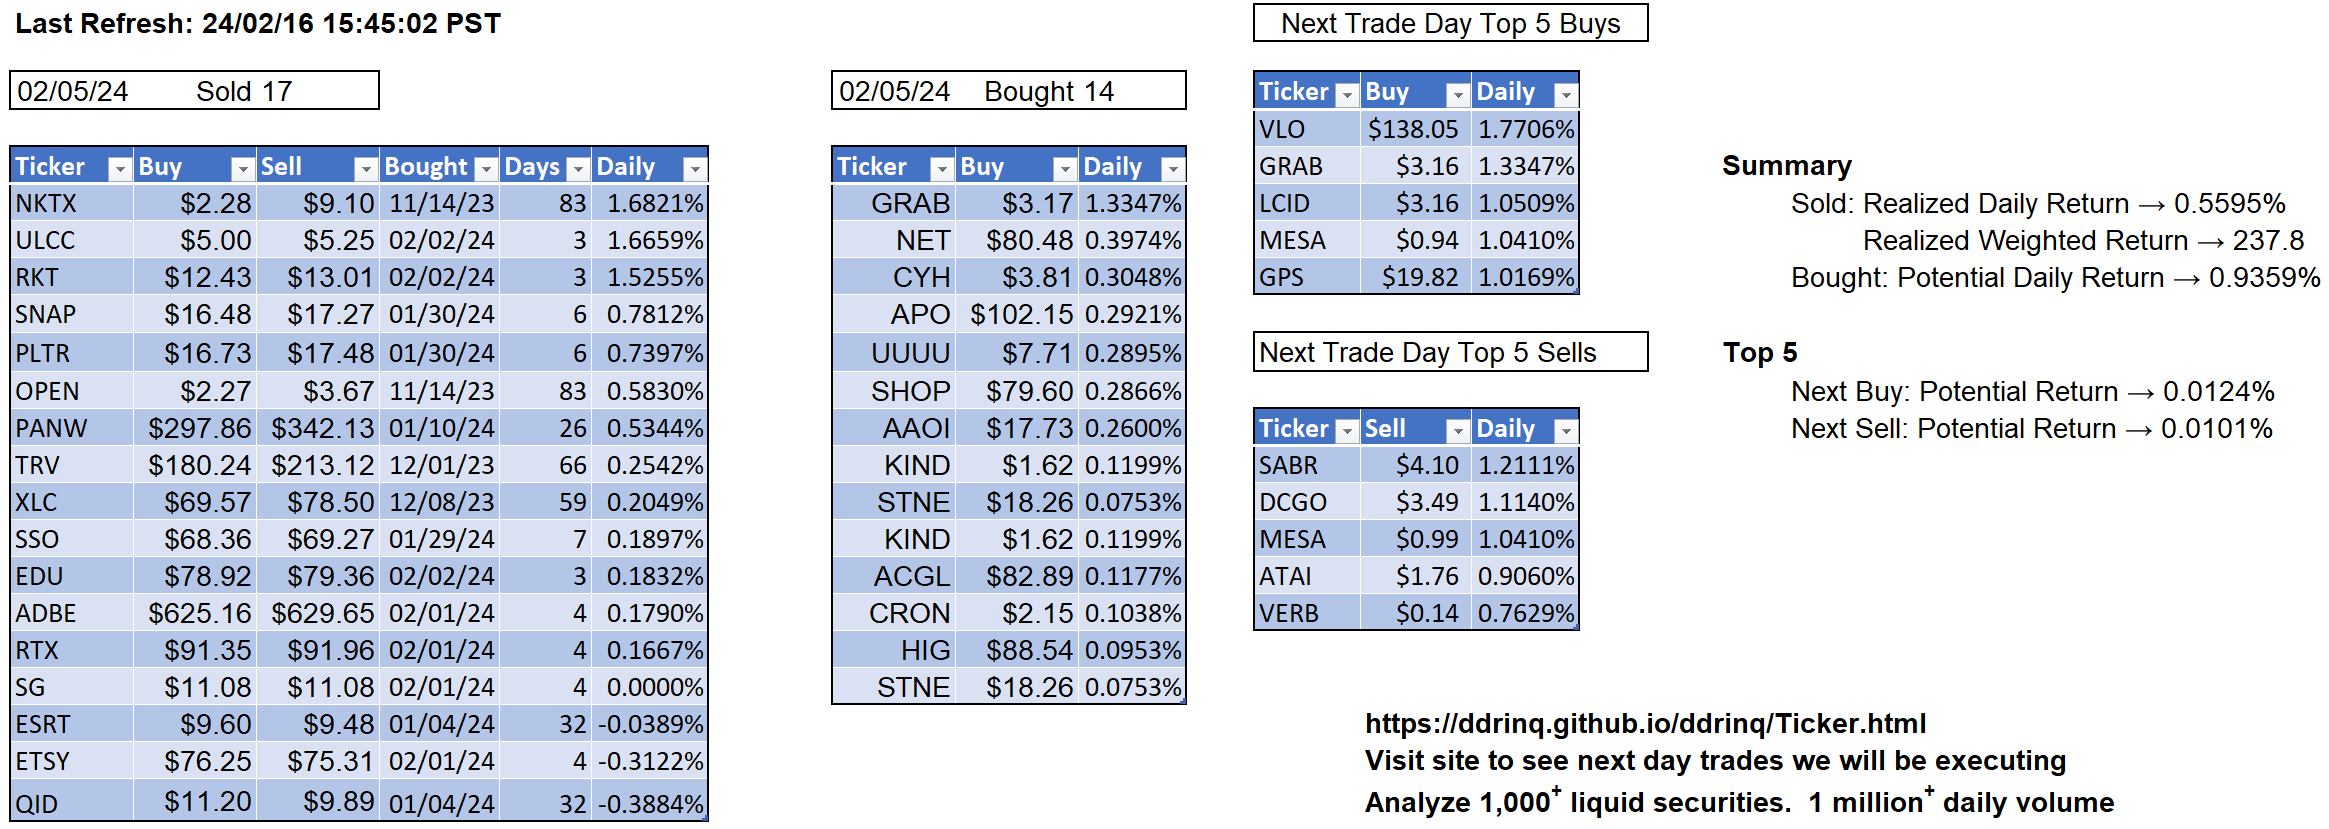 Last Refresh: 24/02/16 15:45:02 PST
02/05/24 Sold 17
Ticker Buy Sell Bought Days Daily
NKTX $2.28 $9.10 11/14/23 83 1.6821%
ULCC $5.00 $5.25 02/02/24 3 1.6659%
RKT $12.43 $13.01 02/02/24 3 1.5255%
SNAP $16.48 $17.27 01/30/24 6 0.7812%
PLTR $16.73 $17.48 01/30/24 6 0.7397%
OPEN $2.27 $3.67 11/14/23 83 0.5830%
PANW $297.86 $342.13 01/10/24 26 0.5344%
TRV $180.24 $213.12 12/01/23 66 0.2542%
XLC $69.57 $78.50 12/08/23 59 0.2049%
SSO $68.36 $69.27 01/29/24 7 0.1897%
EDU $78.92 $79.36 02/02/24 3 0.1832%
ADBE $625.16 $629.65 02/01/24 4 0.1790%
RTX $91.35 $91.96 02/01/24 4 0.1667%
SG $11.08 $11.08 02/01/24 4 0.0000%
ESRT $9.60 $9.48 01/04/24 32 -0.0389%
ETSY $76.25 $75.31 02/01/24 4 -0.3122%
QID $11.20 $9.89 01/04/24 32 -0.3884%
02/05/24 Bought 14
Ticker Buy Daily
GRAB $3.17 1.3347%
NET $80.48 0.3974%
CYH $3.81 0.3048%
APO $102.15 0.2921%
UUUU $7.71 0.2895%
SHOP $79.60 0.2866%
AAOI $17.73 0.2600%
KIND $1.62 0.1199%
STNE $18.26 0.0753%
KIND $1.62 0.1199%
ACGL $82.89 0.1177%
CRON $2.15 0.1038%
HIG $88.54 0.0953%
STNE $18.26 0.0753%
Next Trade Day Top 5 Buys
Ticker Buy Daily
VLO $138.05 1.7706%
GRAB $3.16 1.3347%
LCID $3.16 1.0509%
MESA $0.94 1.0410%
GPS $19.82 1.0169%
Next Trade Day Top 5 Sells
Ticker Sell Daily
SABR $4.10 1.2111%
DCGO $3.49 1.1140%
MESA $0.99 1.0410%
ATAI $1.76 0.9060%
VERB $0.14 0.7629%
Summary
Sold: Realized Daily Return → 0.5595%
Realized Weighted Return → 237.8
Bought: Potential Daily Return → 0.9359%
Top 5
Next Buy: Potential Return → 0.0124%
Next Sell: Potential Return → 0.0101%
https://ddrinq.github.io/ddrinq/Ticker.html
Visit site to see next day trades we will be executing
Analyze 1,000+ liquid securities. 1 million+ daily volume